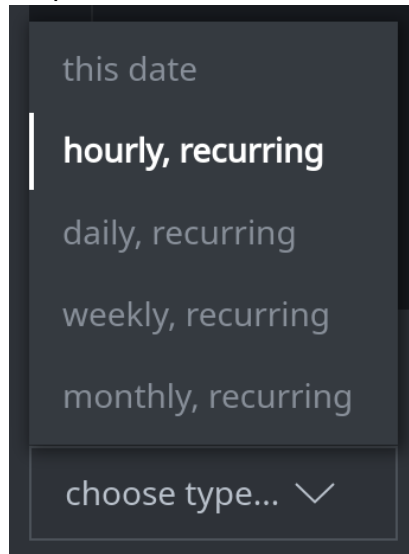 this date
hourly, recurring
daily, recurring
weekly, recurring
monthly, recurring
choose type...